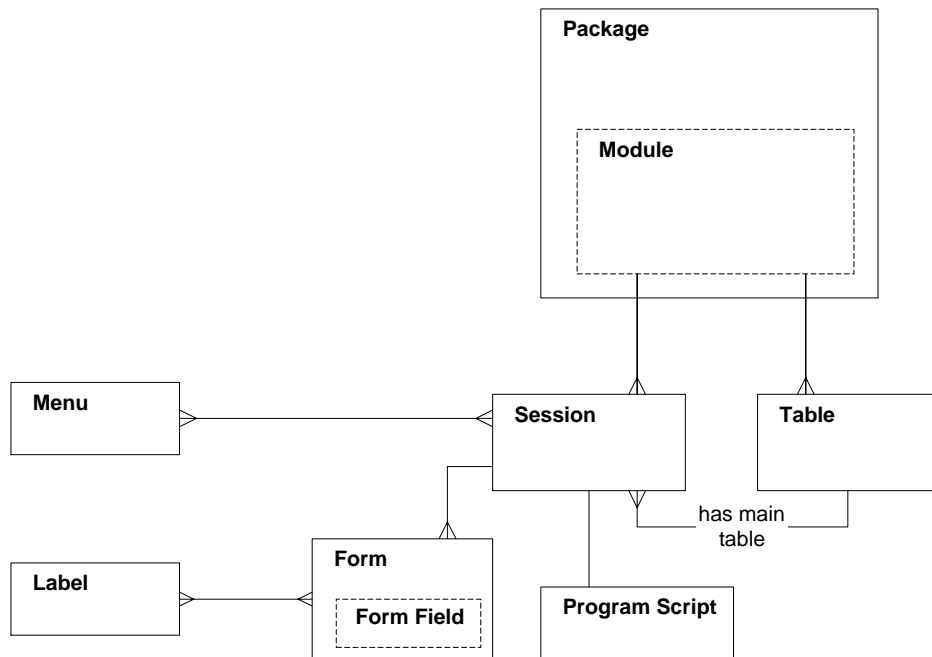 Package
Module
Menu
Session
Table
has main
table
Form
Label
Form Field
Program Script